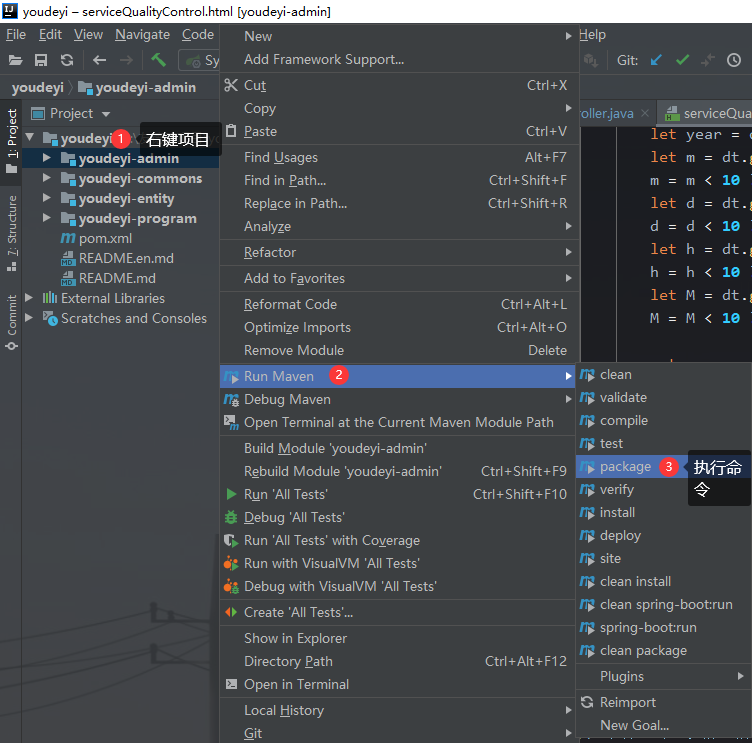 youdeyi – serviceQualityControl.html [youdeyi-admin]
File Edit View Navigate Code Help
Sy Git:
youdeyi youdeyi-admin
1: Project
7: Structure
Commit
Project
youdeyi 1 右键项目
youdeyi-admin
youdeyi-commons
youdeyi-entity
youdeyi-program
pom.xml
README.en.md
README.md
External Libraries
Scratches and Consoles
New
Add Framework Support...
Cut Ctrl+X
Copy
Paste Ctrl+V
Find Usages Alt+F7
Find in Path... Ctrl+Shift+F
Replace in Path... Ctrl+Shift+R
Analyze
Refactor
Add to Favorites
Reformat Code Ctrl+Alt+L
Optimize Imports Ctrl+Alt+O
Remove Module Delete
Run Maven 2
Debug Maven
Open Terminal at the Current Maven Module Path
Build Module 'youdeyi-admin'
Rebuild Module 'youdeyi-admin' Ctrl+Shift+F9
Run 'All Tests' Ctrl+Shift+F10
Debug 'All Tests'
Run 'All Tests' with Coverage
Run with VisualVM 'All Tests'
Debug with VisualVM 'All Tests'
Create 'All Tests'...
Show in Explorer
Directory Path Ctrl+Alt+F12
Open in Terminal
Local History
Git
oller.java serviceQua
let year = d
let m = dt.g
m = m < 10
let d = dt.g
d = d < 10
let h = dt.g
h = h < 10
let M = dt.g
M = M < 10
clean
validate
compile
test
package 3 执行命
令
verify
install
deploy
site
clean install
clean spring-boot:run
spring-boot:run
clean package
Plugins
Reimport
New Goal...